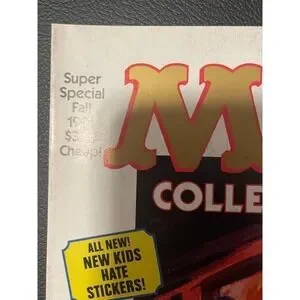 Super
Special
Fall
Cheap!
M
COLLE
ALL NEW!
NEW KIDS
HATE
STICKERS!